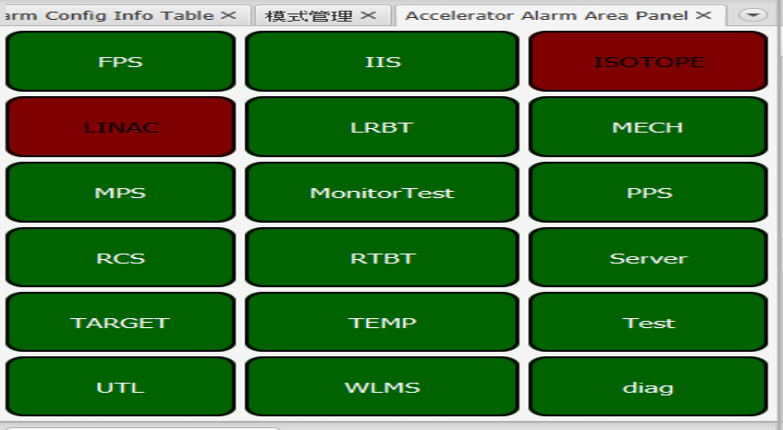 arm Config Info Table × 模式管理 × Accelerator Alarm Area Panel ×
FPS IIS ISOTOPE
LINAC LRBT MECH
MPS MonitorTest PPS
RCS RTBT Server
TARGET TEMP Test
UTL WLMS diag